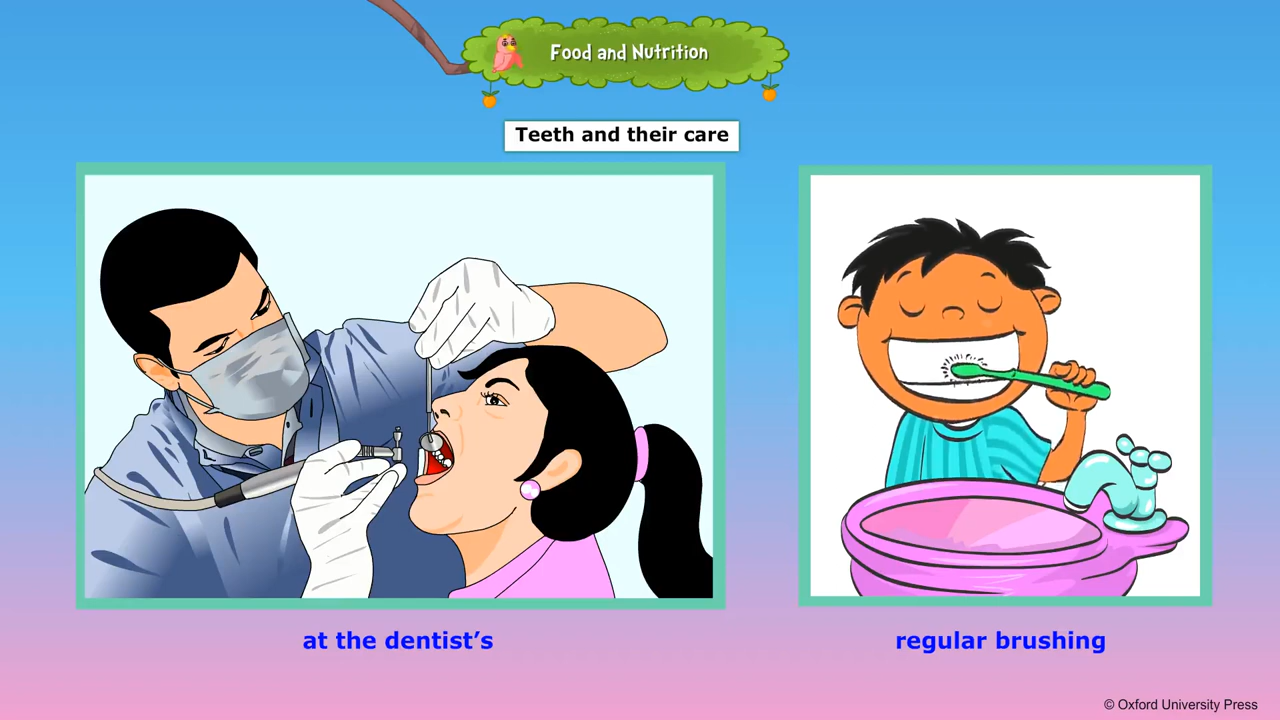 Food and Nutrition
Teeth and their care
at the dentist’s
regular brushing
© Oxford University Press